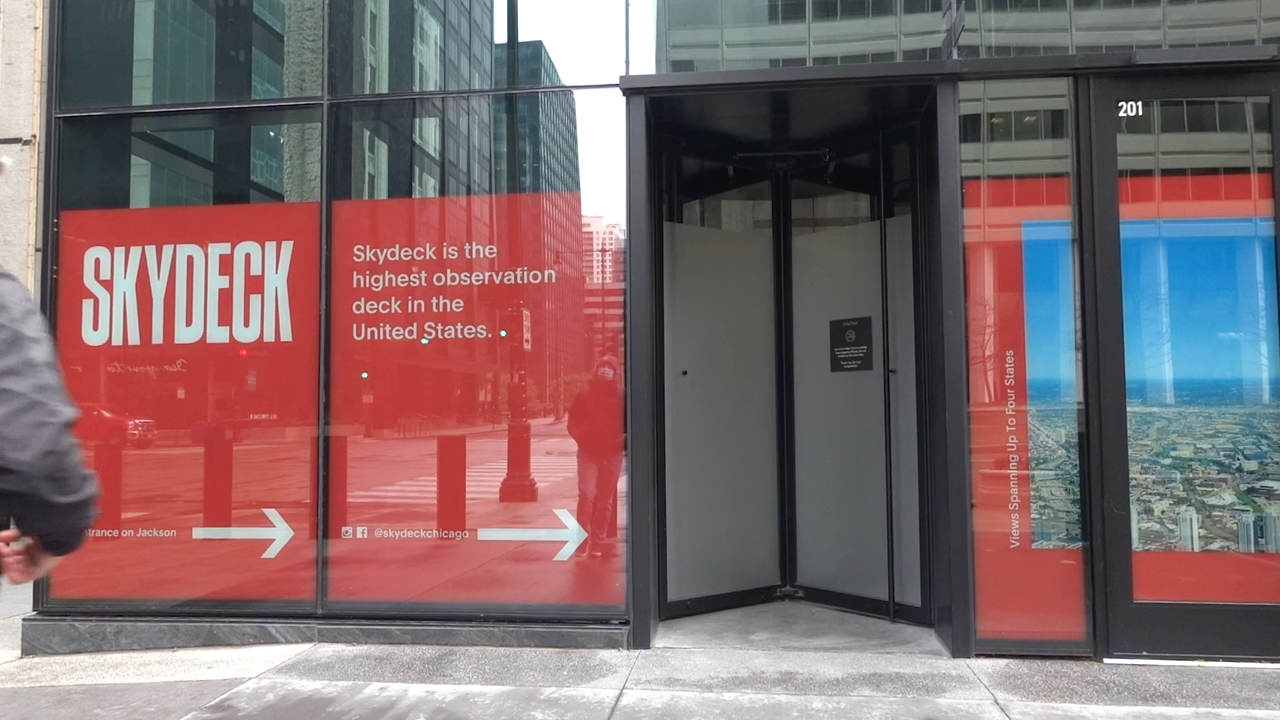 SKYDECK
Skydeck is the
highest observation
deck in the
United States.
ntrance on Jackson
@skydeckchicago
Views Spanning Up To Four States
201